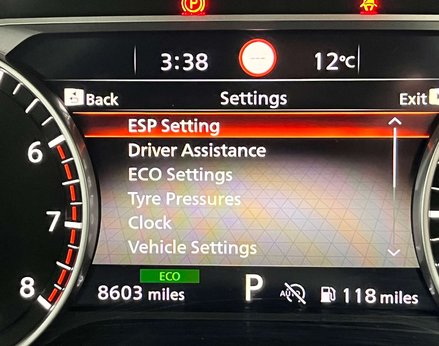 P
3:38
12°C
Back
Settings
Exit
ESP Setting
Driver Assistance
ECO Settings
Tyre Pressures
Clock
Vehicle Settings
6
7
8
ECO
8603 miles
P
AUTO
118 miles